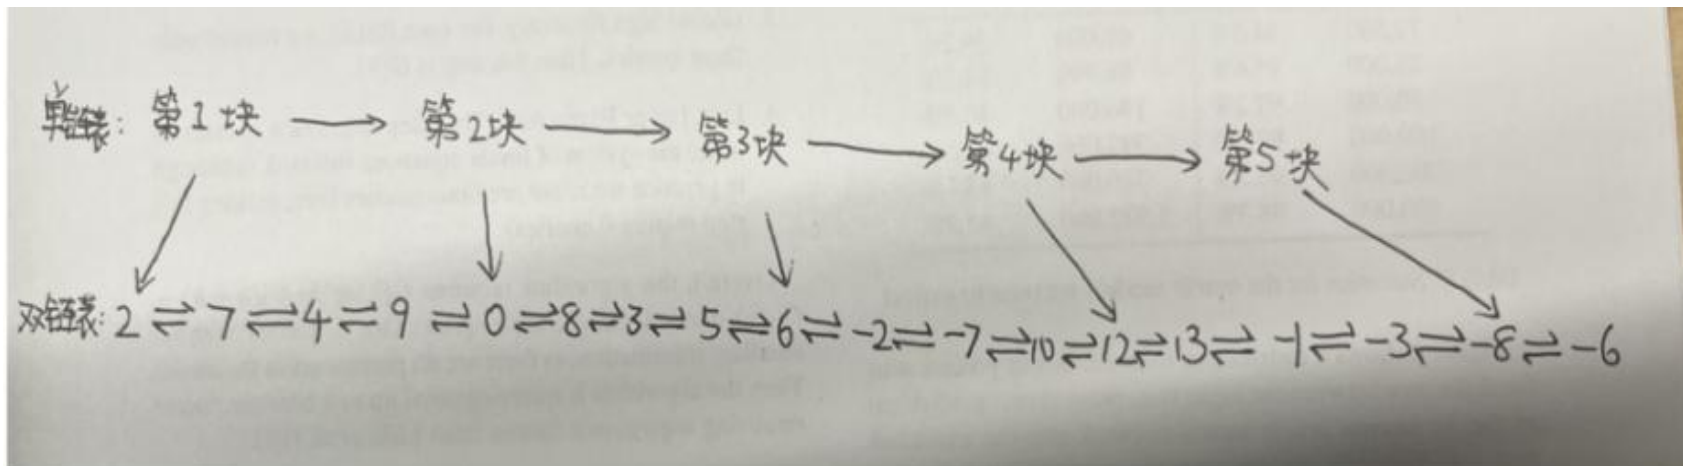 单链表: 第1块 → 第2块 → 第3块 → 第4块 → 第5块
双链表: 2 ⇌ 7 ⇌ 4 ⇌ 9 ⇌ 0 ⇌ 8 ⇌ 3 ⇌ 5 ⇌ 6 ⇌ -2 ⇌ -7 ⇌ 10 ⇌ 12 ⇌ 13 ⇌ -1 ⇌ -3 ⇌ -8 ⇌ -6